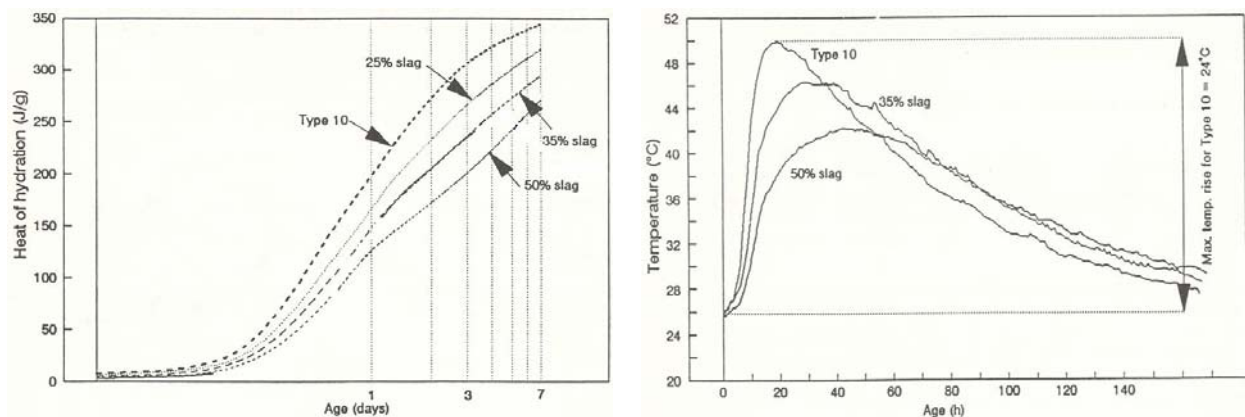 350
300
250
200
150
100
50
0
Heat of hydration (J/g)
25% slag
Type 10
35% slag
50% slag
1
3
7
Age (days)
52
48
44
40
36
32
28
24
20
Temperature (°C)
Type 10
35% slag
50% slag
Max. temp. rise for Type 10 = 24°C
0
20
40
60
80
100
120
140
Age (h)